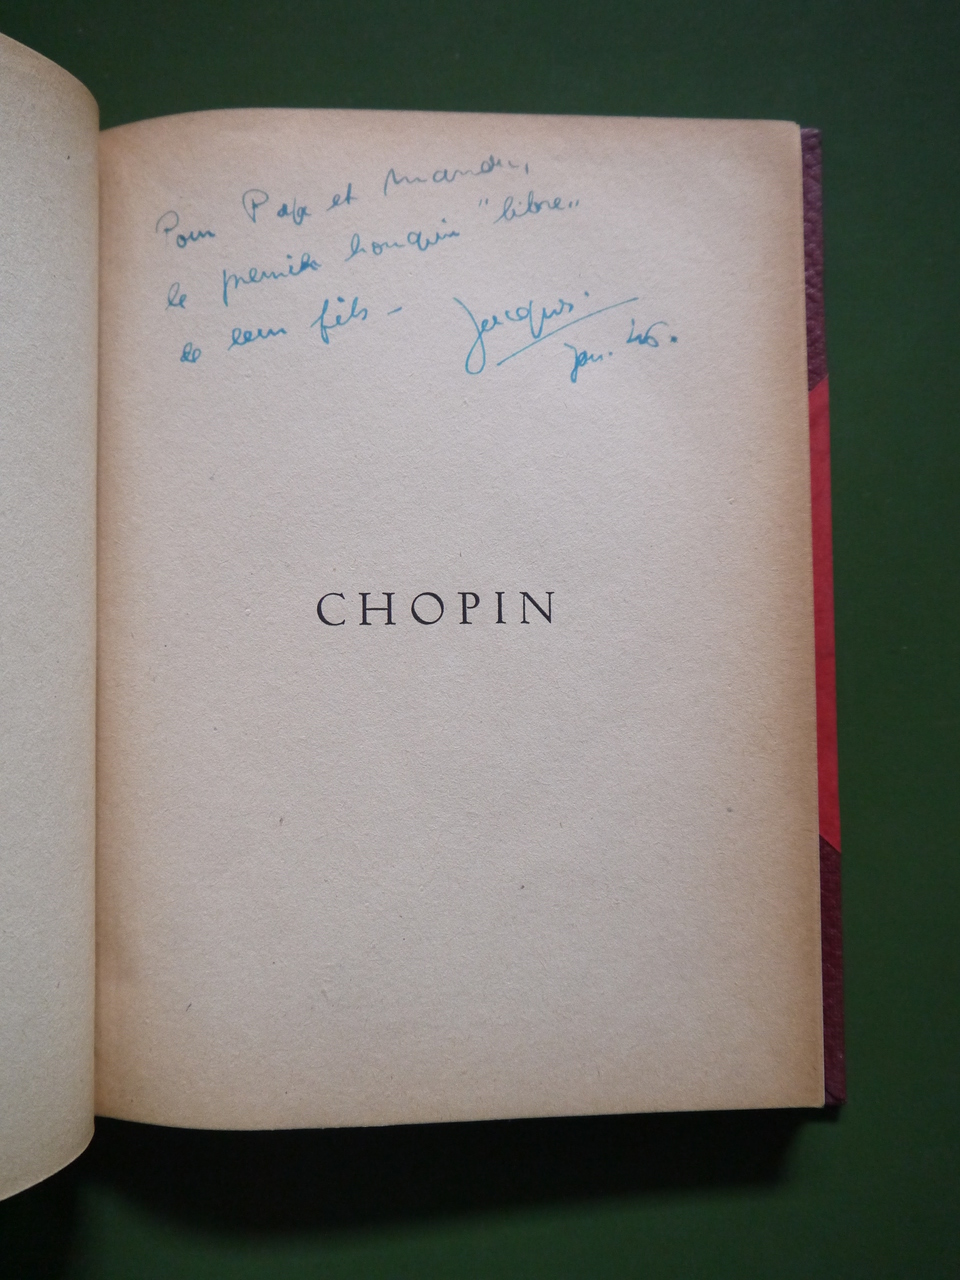 Pour Papa et Maman,
le premier bouquin "libre"
de leur fils -
Jacques.
Jan. 46.
CHOPIN